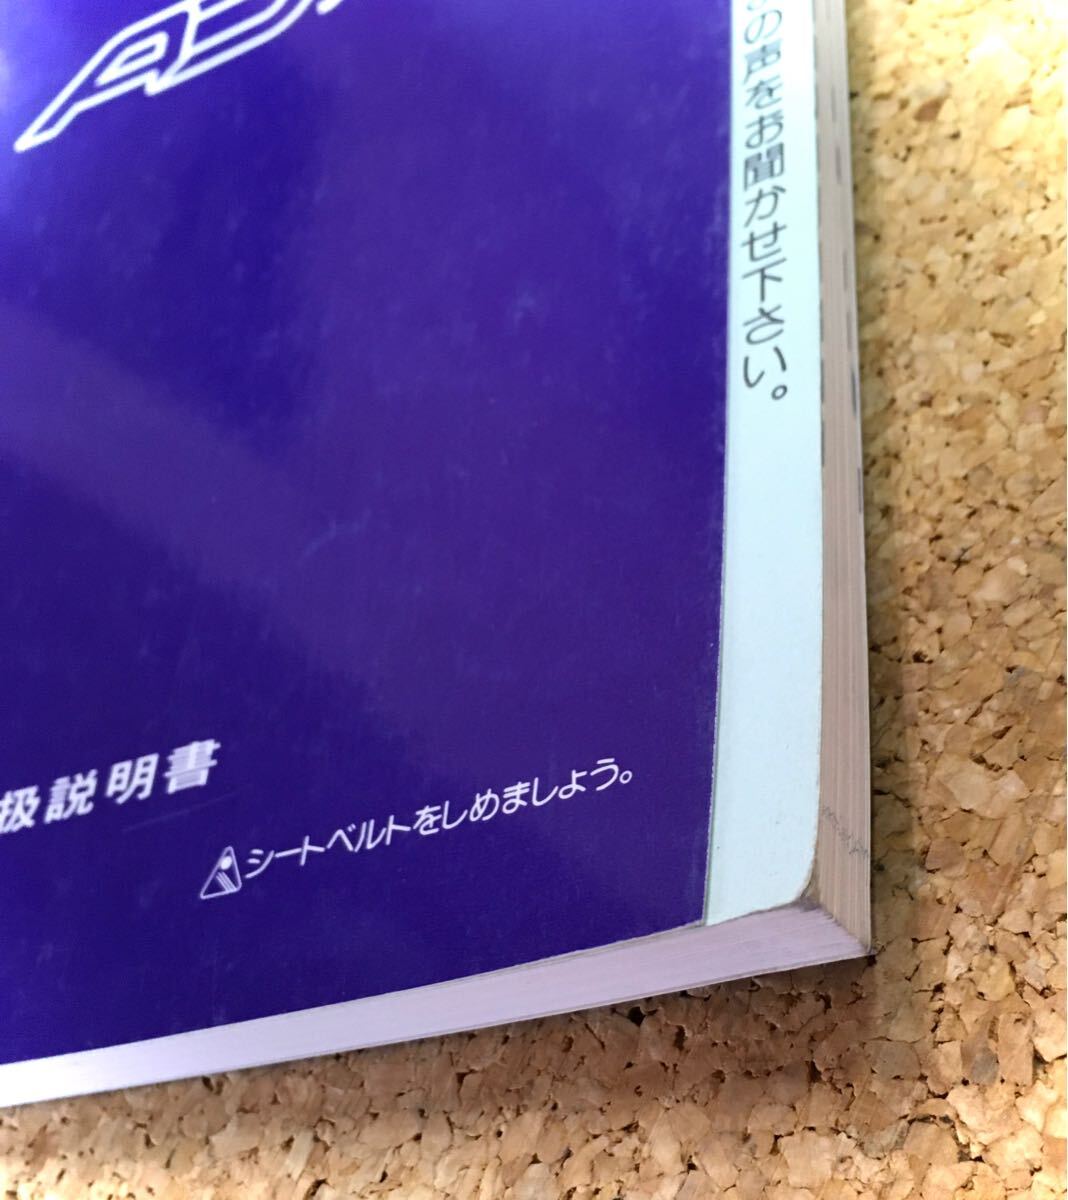 の声をお聞かせ下さい。
扱説明書
シートベルトをしめましょう。